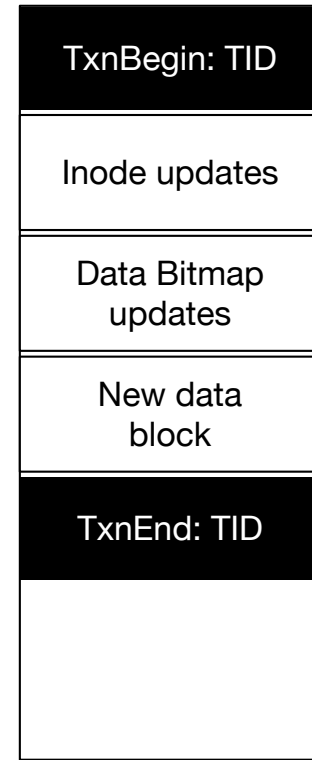 TxnBegin: TID
Inode updates
Data Bitmap
updates
New data
block
TxnEnd: TID